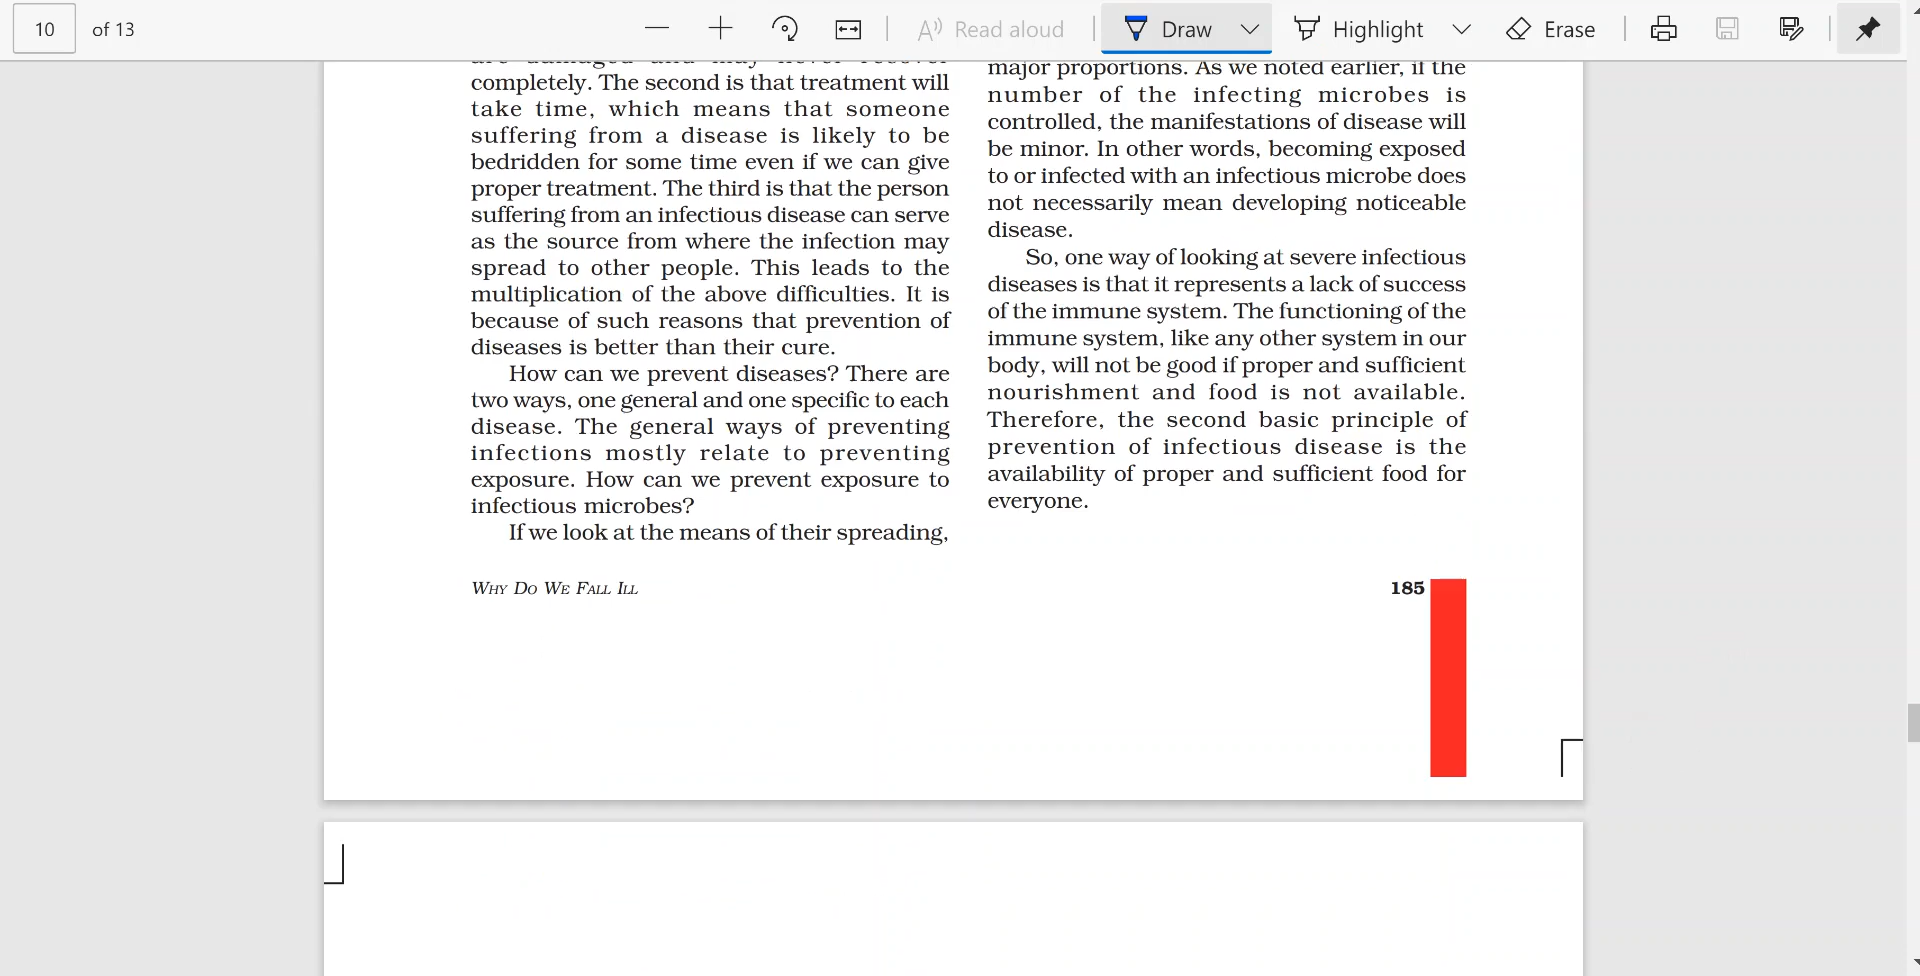 10 of 13
Read aloud
Draw
Highlight
Erase
completely. The second is that treatment will
take time, which means that someone
suffering from a disease is likely to be
bedridden for some time even if we can give
proper treatment. The third is that the person
suffering from an infectious disease can serve
as the source from where the infection may
spread to other people. This leads to the
multiplication of the above difficulties. It is
because of such reasons that prevention of
diseases is better than their cure.
How can we prevent diseases? There are
two ways, one general and one specific to each
disease. The general ways of preventing
infections mostly relate to preventing
exposure. How can we prevent exposure to
infectious microbes?
If we look at the means of their spreading,
major proportions. As we noted earlier, if the
number of the infecting microbes is
controlled, the manifestations of disease will
be minor. In other words, becoming exposed
to or infected with an infectious microbe does
not necessarily mean developing noticeable
disease.
So, one way of looking at severe infectious
diseases is that it represents a lack of success
of the immune system. The functioning of the
immune system, like any other system in our
body, will not be good if proper and sufficient
nourishment and food is not available.
Therefore, the second basic principle of
prevention of infectious disease is the
availability of proper and sufficient food for
everyone.
WHY DO WE FALL ILL
185